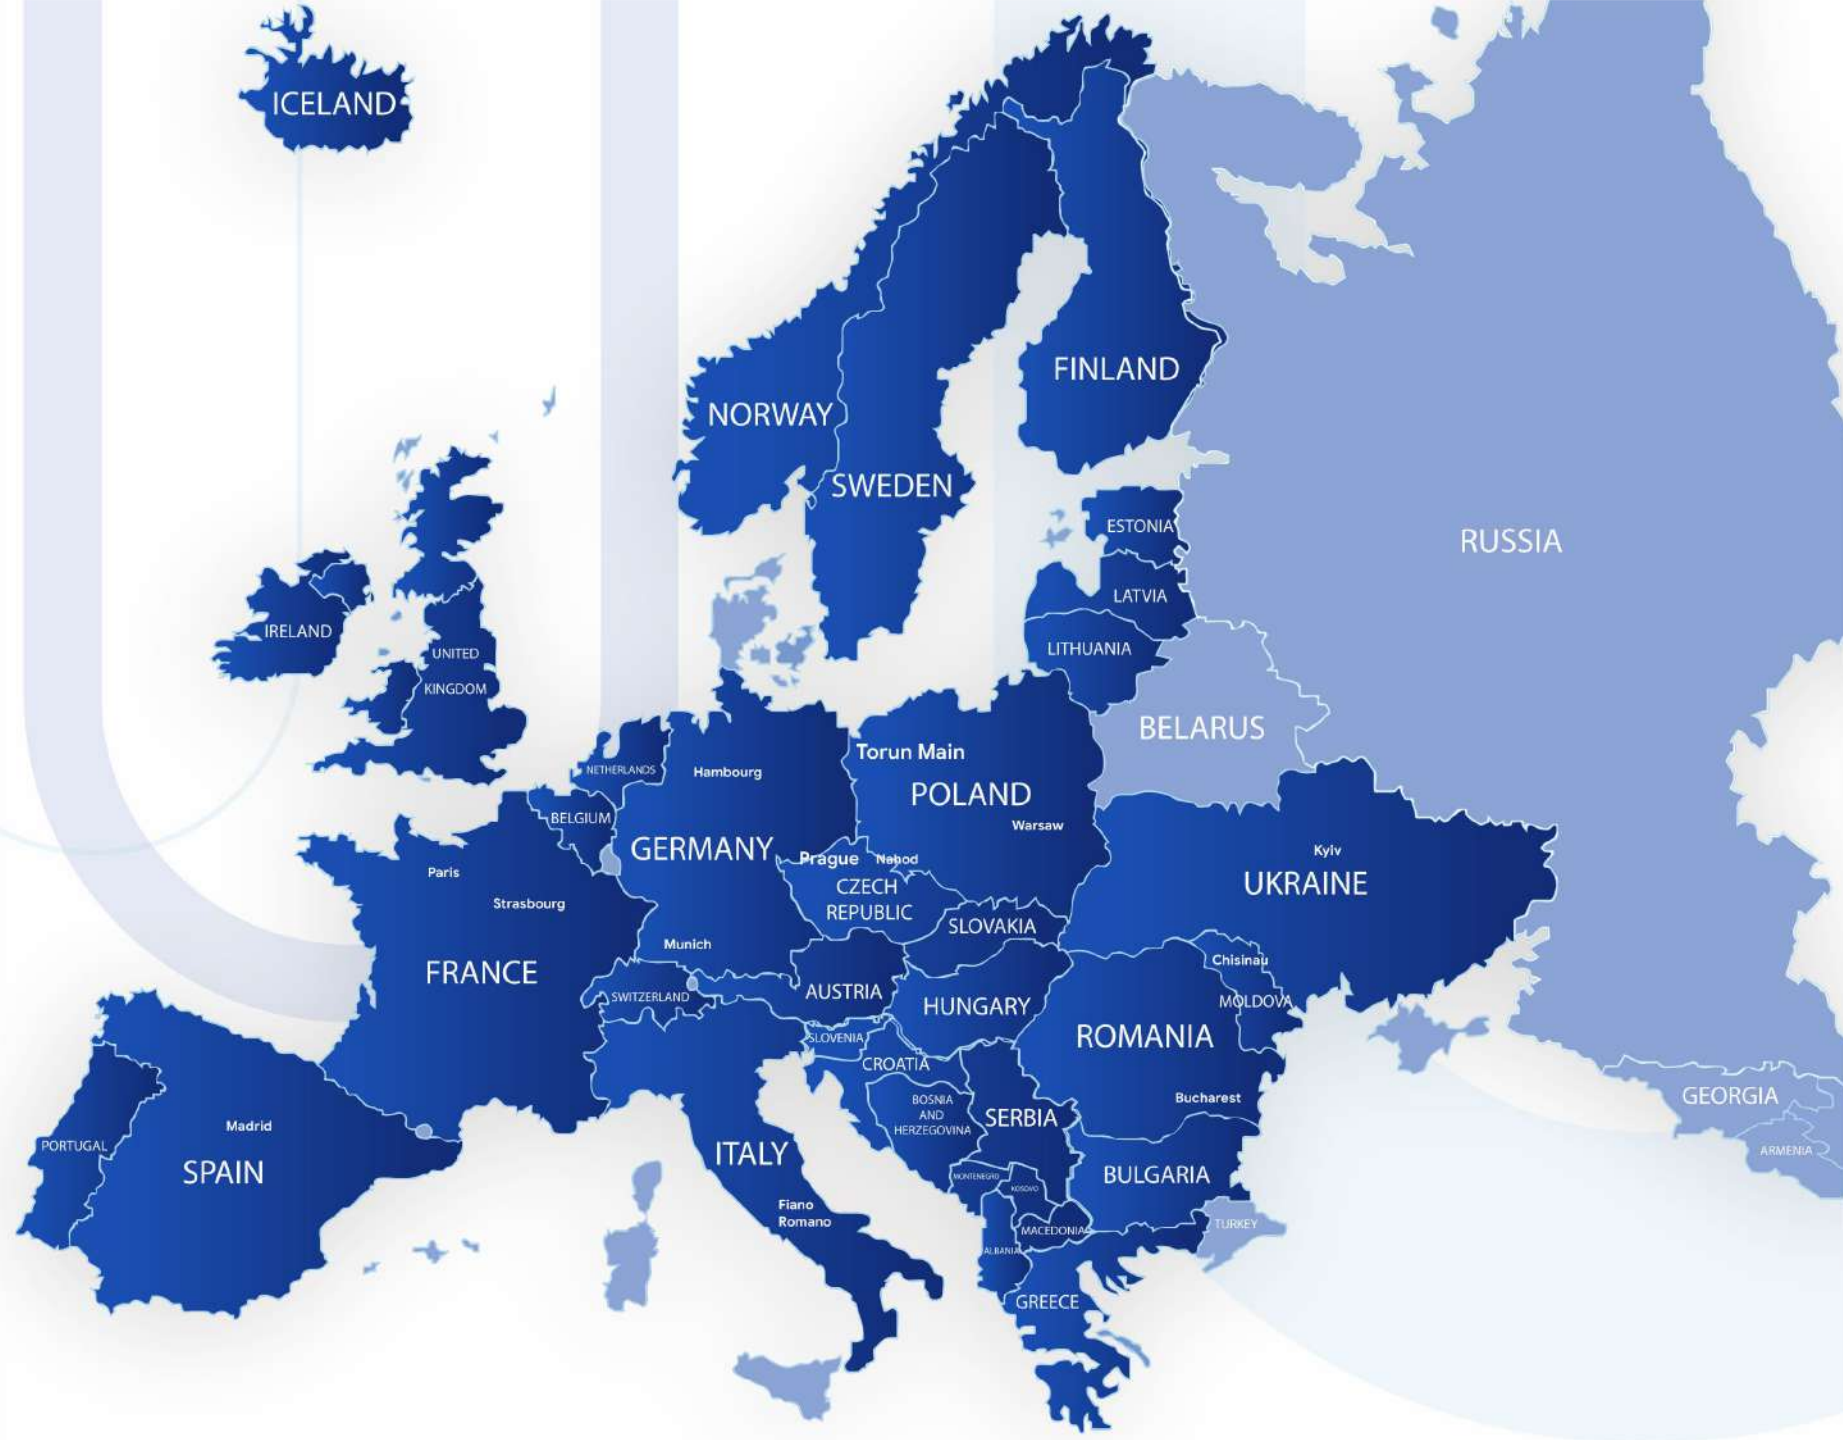 ICELAND
FINLAND
NORWAY
SWEDEN
ESTONIA
RUSSIA
LATVIA
IRELAND
LITHUANIA
UNITED
KINGDOM
BELARUS
Torun Main
NETHERLANDS
Hambourg
POLAND
BELGIUM
Warsaw
GERMANY
Prague
Nahod
Kyiv
Paris
CZECH
REPUBLIC
UKRAINE
Strasbourg
SLOVAKIA
Munich
Chisinau
FRANCE
SWITZERLAND
AUSTRIA
HUNGARY
MOLDOVA
SLOVENIA
ROMANIA
CROATIA
GEORGIA
BOSNIA
AND
HERZEGOVINA
Bucharest
SERBIA
Madrid
PORTUGAL
ITALY
ARMENIA
SPAIN
MONTENEGRO
BULGARIA
KOSOVO
Fiano
Romano
MACEDONIA
TURKEY
ALBANIA
GREECE